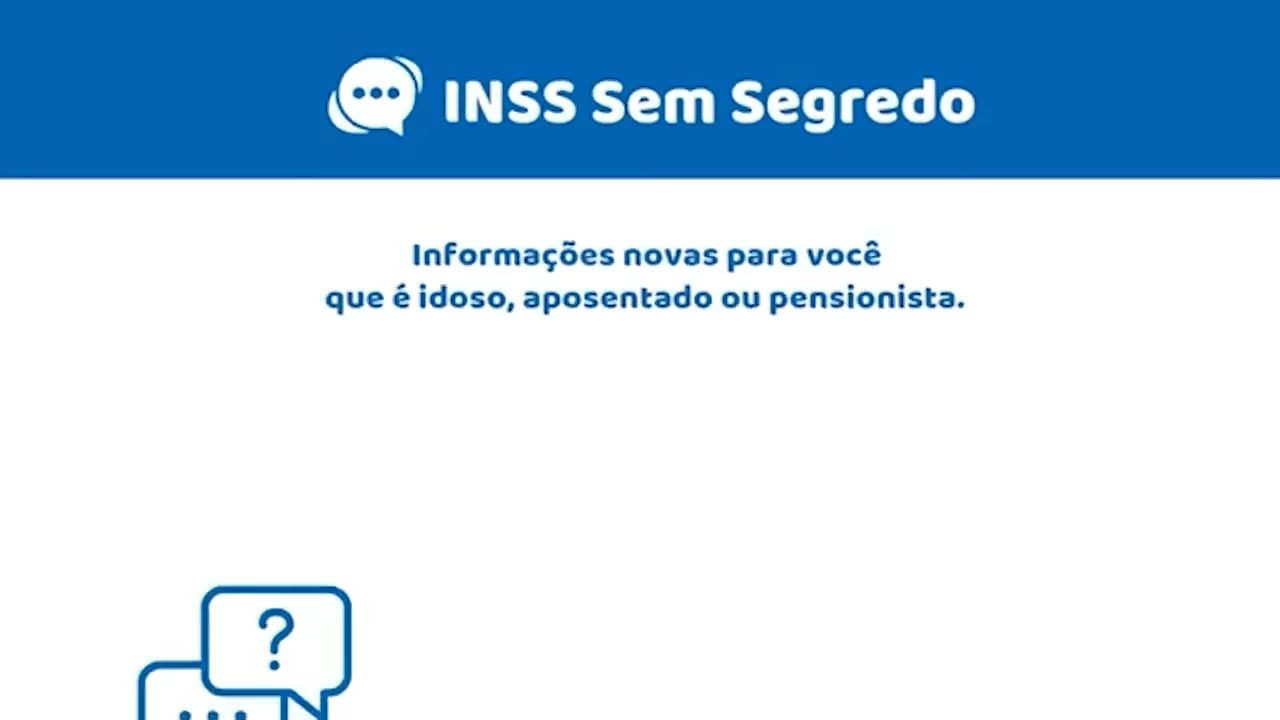 INSS Sem Segredo
Informações novas para você
que é idoso, aposentado ou pensionista.
?